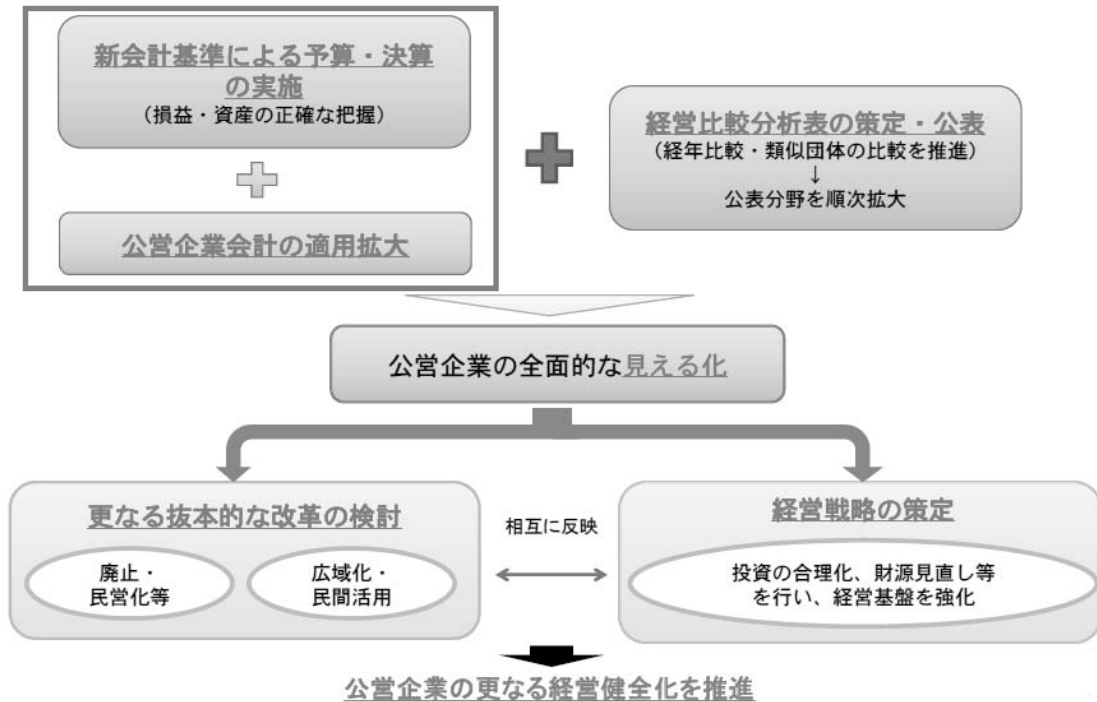 新会計基準による予算・決算
の実施
（損益・資産の正確な把握）
公営企業会計の適用拡大
経営比較分析表の策定・公表
（経年比較・類似団体の比較を推進）
↓
公表分野を順次拡大
公営企業の全面的な見える化
更なる抜本的な改革の検討
廃止・
民営化等
広域化・
民間活用
相互に反映
経営戦略の策定
投資の合理化、財源見直し等
を行い、経営基盤を強化
公営企業の更なる経営健全化を推進